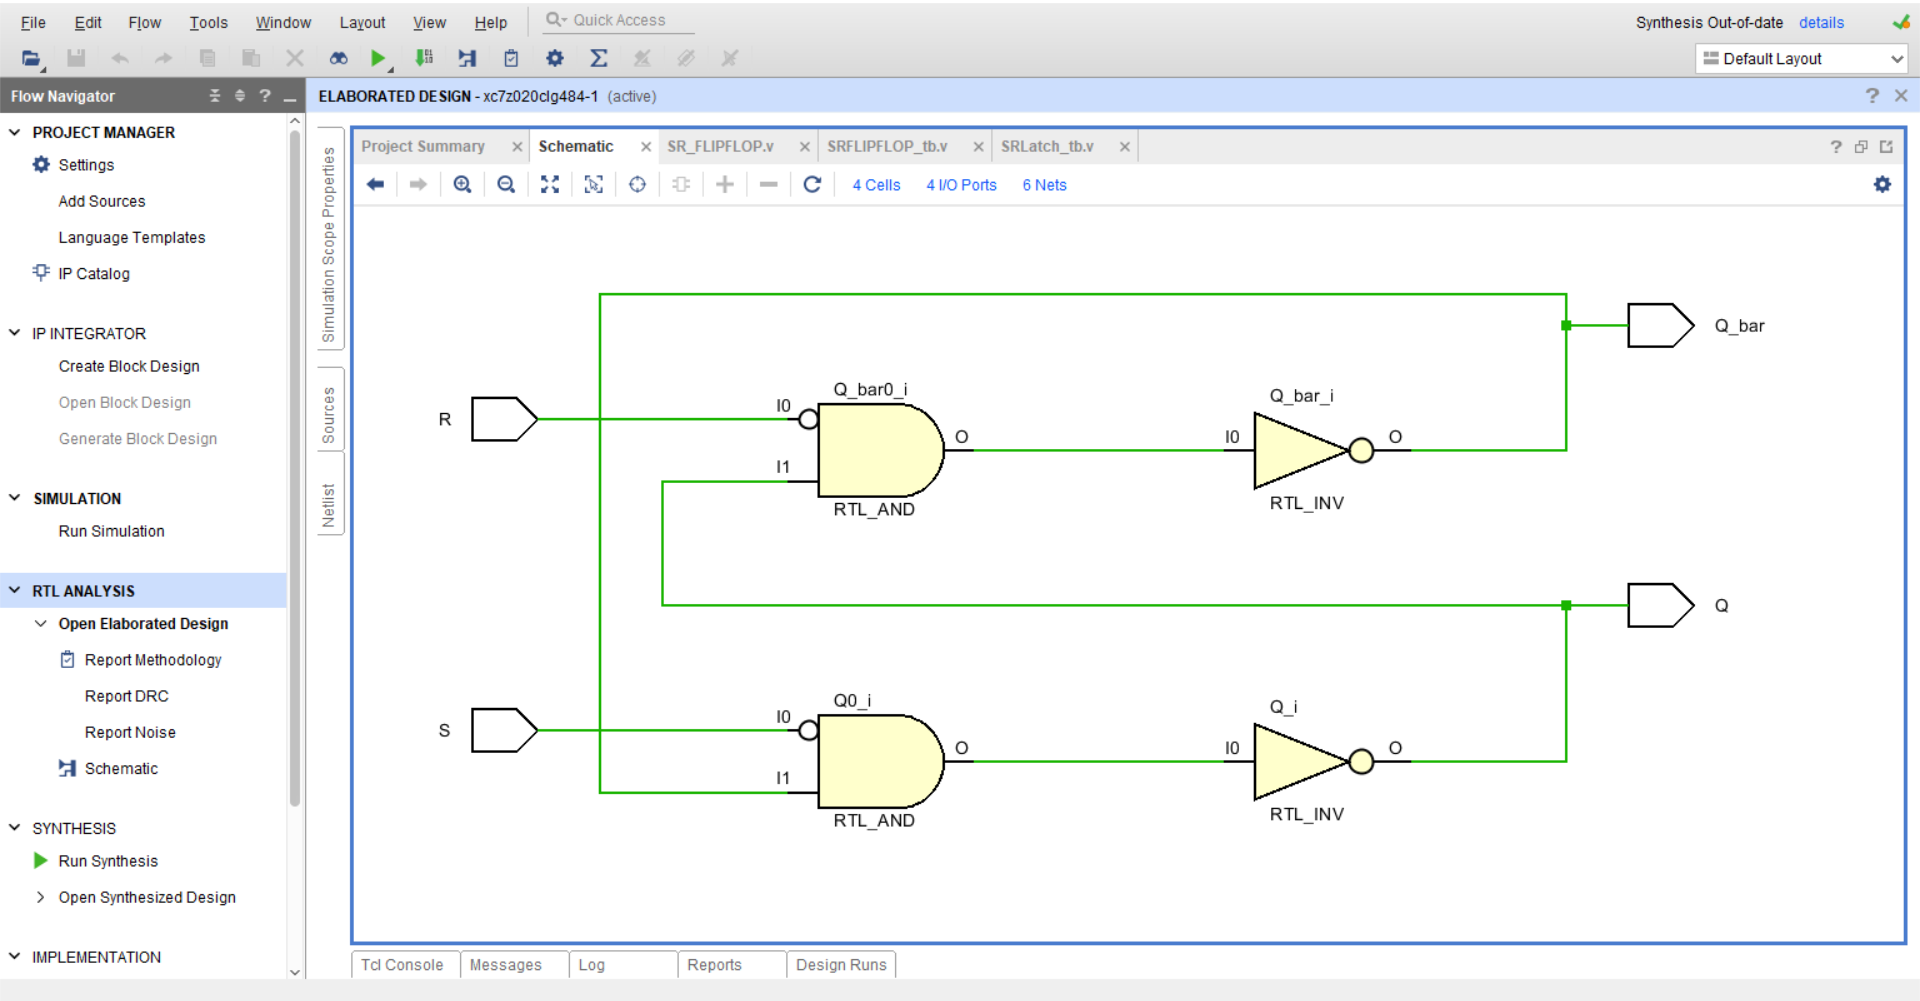 File Edit Flow Tools Window Layout View Help Quick Access
Synthesis Out-of-date details
Default Layout
Flow Navigator
ELABORATED DESIGN - xc7z020clg484-1 (active)
PROJECT MANAGER
Settings
Add Sources
Language Templates
IP Catalog
IP INTEGRATOR
Create Block Design
Open Block Design
Generate Block Design
SIMULATION
Run Simulation
RTL ANALYSIS
Open Elaborated Design
Report Methodology
Report DRC
Report Noise
Schematic
SYNTHESIS
Run Synthesis
Open Synthesized Design
IMPLEMENTATION
Simulation Scope Properties
Sources
Netlist
Project Summary Schematic SR_FLIPFLOP.v SRFLIPFLOP_tb.v SRLatch_tb.v
4 Cells 4 I/O Ports 6 Nets
Q_bar
Q_bar0_i
Q_bar_i
R
I0
O
I0
O
I1
RTL_AND
RTL_INV
Q
Q0_i
Q_i
S
I0
O
I0
O
I1
RTL_AND
RTL_INV
Tcl Console Messages Log Reports Design Runs